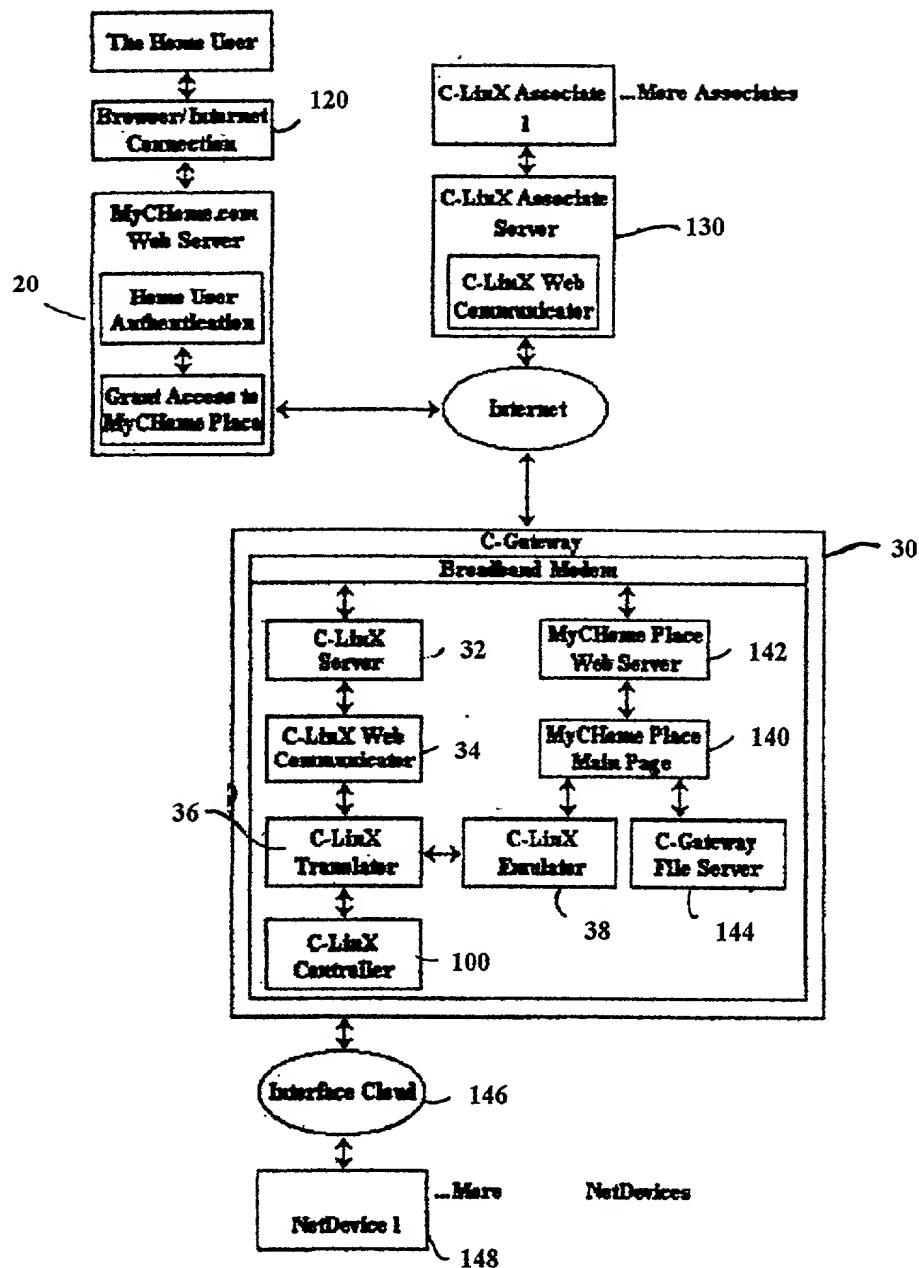 The Home User
Browser/Internet
Connection
120
MyCHome.com
Web Server
20
Home User
Authentication
Grant Access to
MyCHome Place
C-LinX Associate
1
...More Associates
C-LinX Associate
Server
130
C-LinX Web
Communicator
Internet
C-Gateway
30
Broadband Modem
C-LinX
Server
32
MyCHome Place
Web Server
142
C-LinX Web
Communicator
34
MyCHome Place
Main Page
140
36
C-LinX
Translator
C-LinX
Emulator
38
C-Gateway
File Server
144
C-LinX
Controller
100
Interface Cloud
146
NetDevice 1
148
...More NetDevices